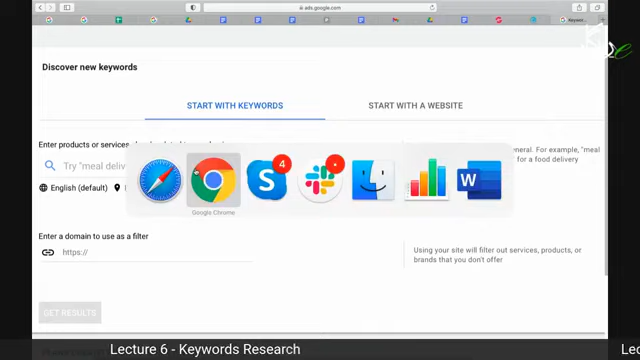 ads.google.com
Keywor
Discover new keywords
START WITH KEYWORDS
START WITH A WEBSITE
Enter products or services
Try "meal deliv
general. For example, "meal
for a food delivery
English (default)
4
Google Chrome
Enter a domain to use as a filter
https://
Using your site will filter out services, products, or
brands that you don't offer
GET RESULTS
Lecture 6 - Keywords Research
Lec